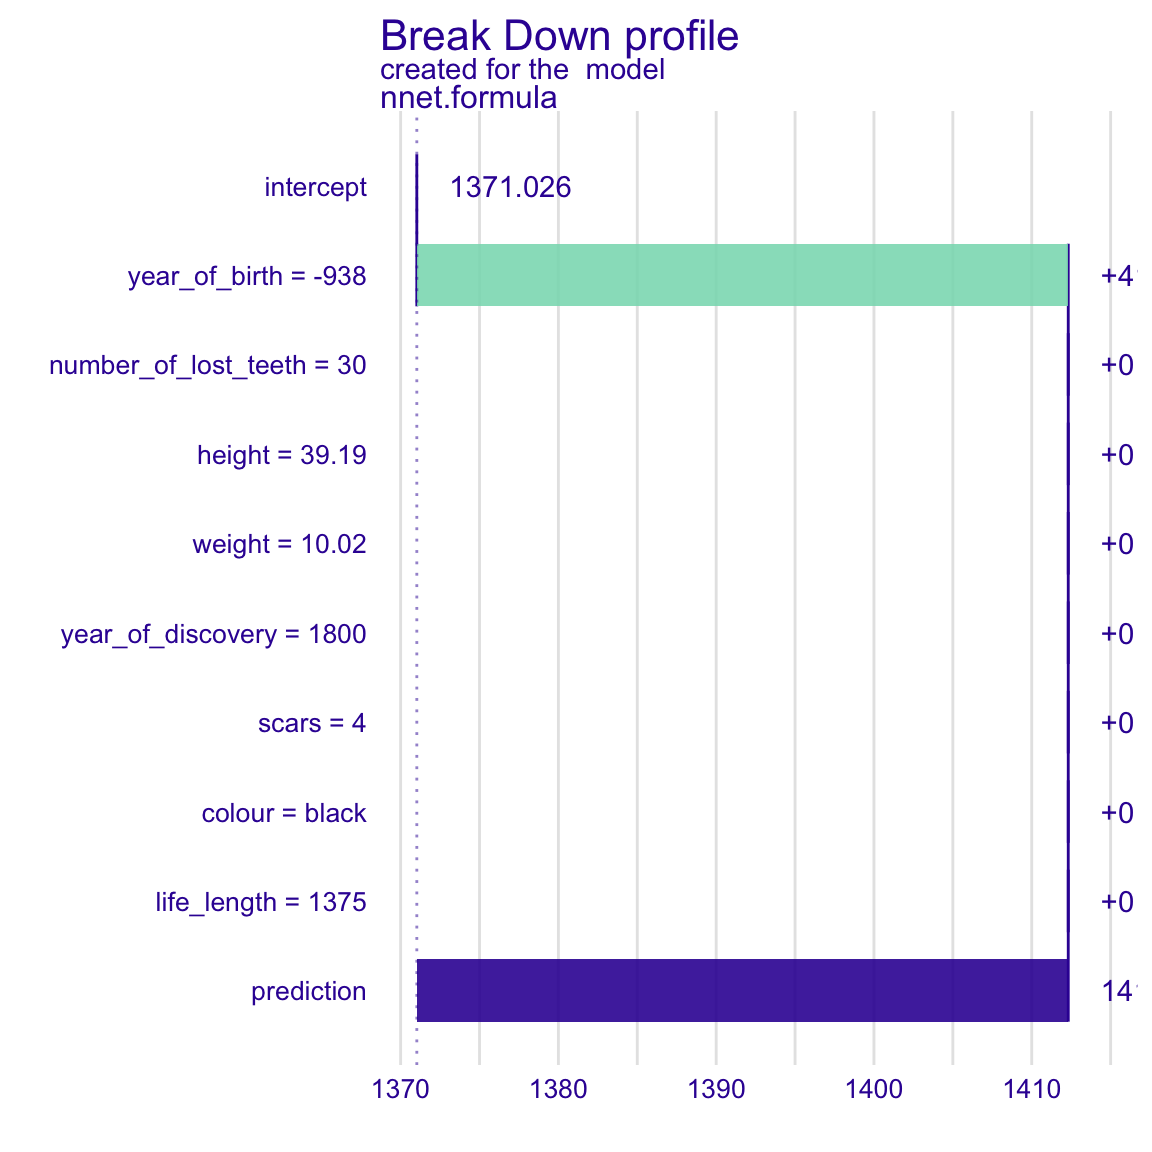 Break Down profile
created for the  model
nnet.formula
intercept 1371.026
year_of_birth = -938 +4
number_of_lost_teeth = 30 +0
height = 39.19 +0
weight = 10.02 +0
year_of_discovery = 1800 +0
scars = 4 +0
colour = black +0
life_length = 1375 +0
prediction 14
1370 1380 1390 1400 1410